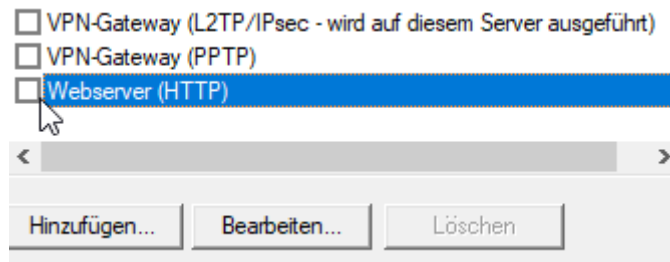 VPN-Gateway (L2TP/IPsec - wird auf diesem Server ausgeführt)
VPN-Gateway (PPTP)
Webserver (HTTP)
Hinzufügen... Bearbeiten... Löschen